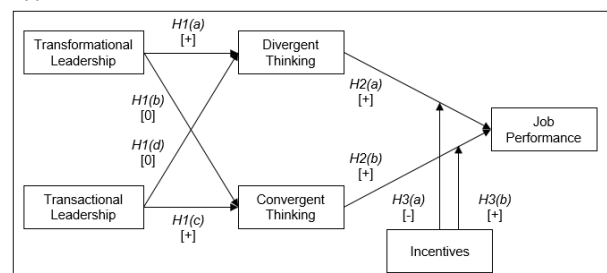 H1(a)
[+]
Transformational
Leadership
Divergent
Thinking
H2(a)
[+]
H1(b)
[0]
H1(d)
[0]
Job
Performance
H2(b)
[+]
Transactional
Leadership
Convergent
Thinking
H1(c)
[+]
H3(a)
[-]
H3(b)
[+]
Incentives